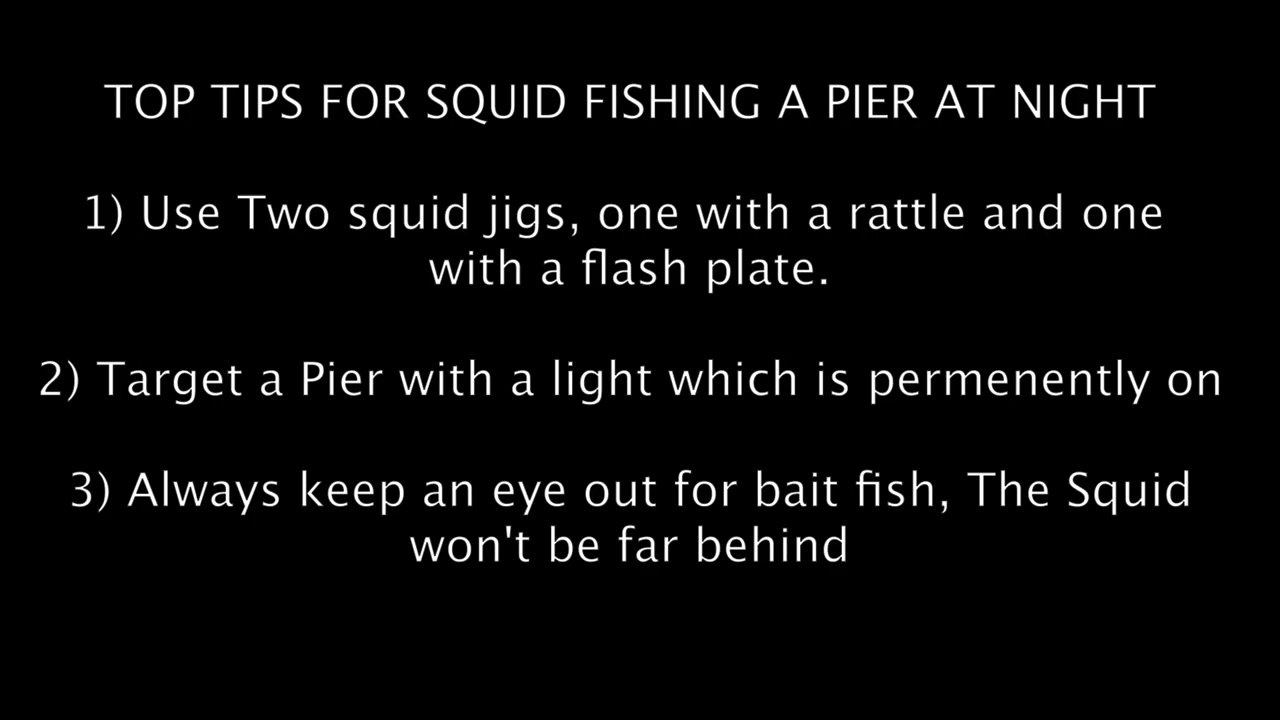 TOP TIPS FOR SQUID FISHING A PIER AT NIGHT
1) Use Two squid jigs, one with a rattle and one
with a flash plate.
2) Target a Pier with a light which is permenently on
3) Always keep an eye out for bait fish, The Squid
won't be far behind